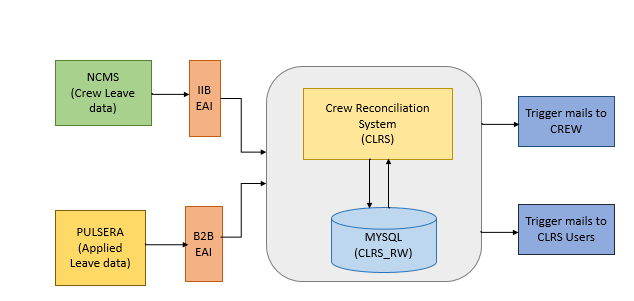 NCMS
(Crew Leave
data)
IIB
EAI
Crew Reconciliation
System
(CLRS)
Trigger mails to
CREW
PULSERA
(Applied
Leave data)
B2B
EAI
MYSQL
(CLRS_RW)
Trigger mails to
CLRS Users